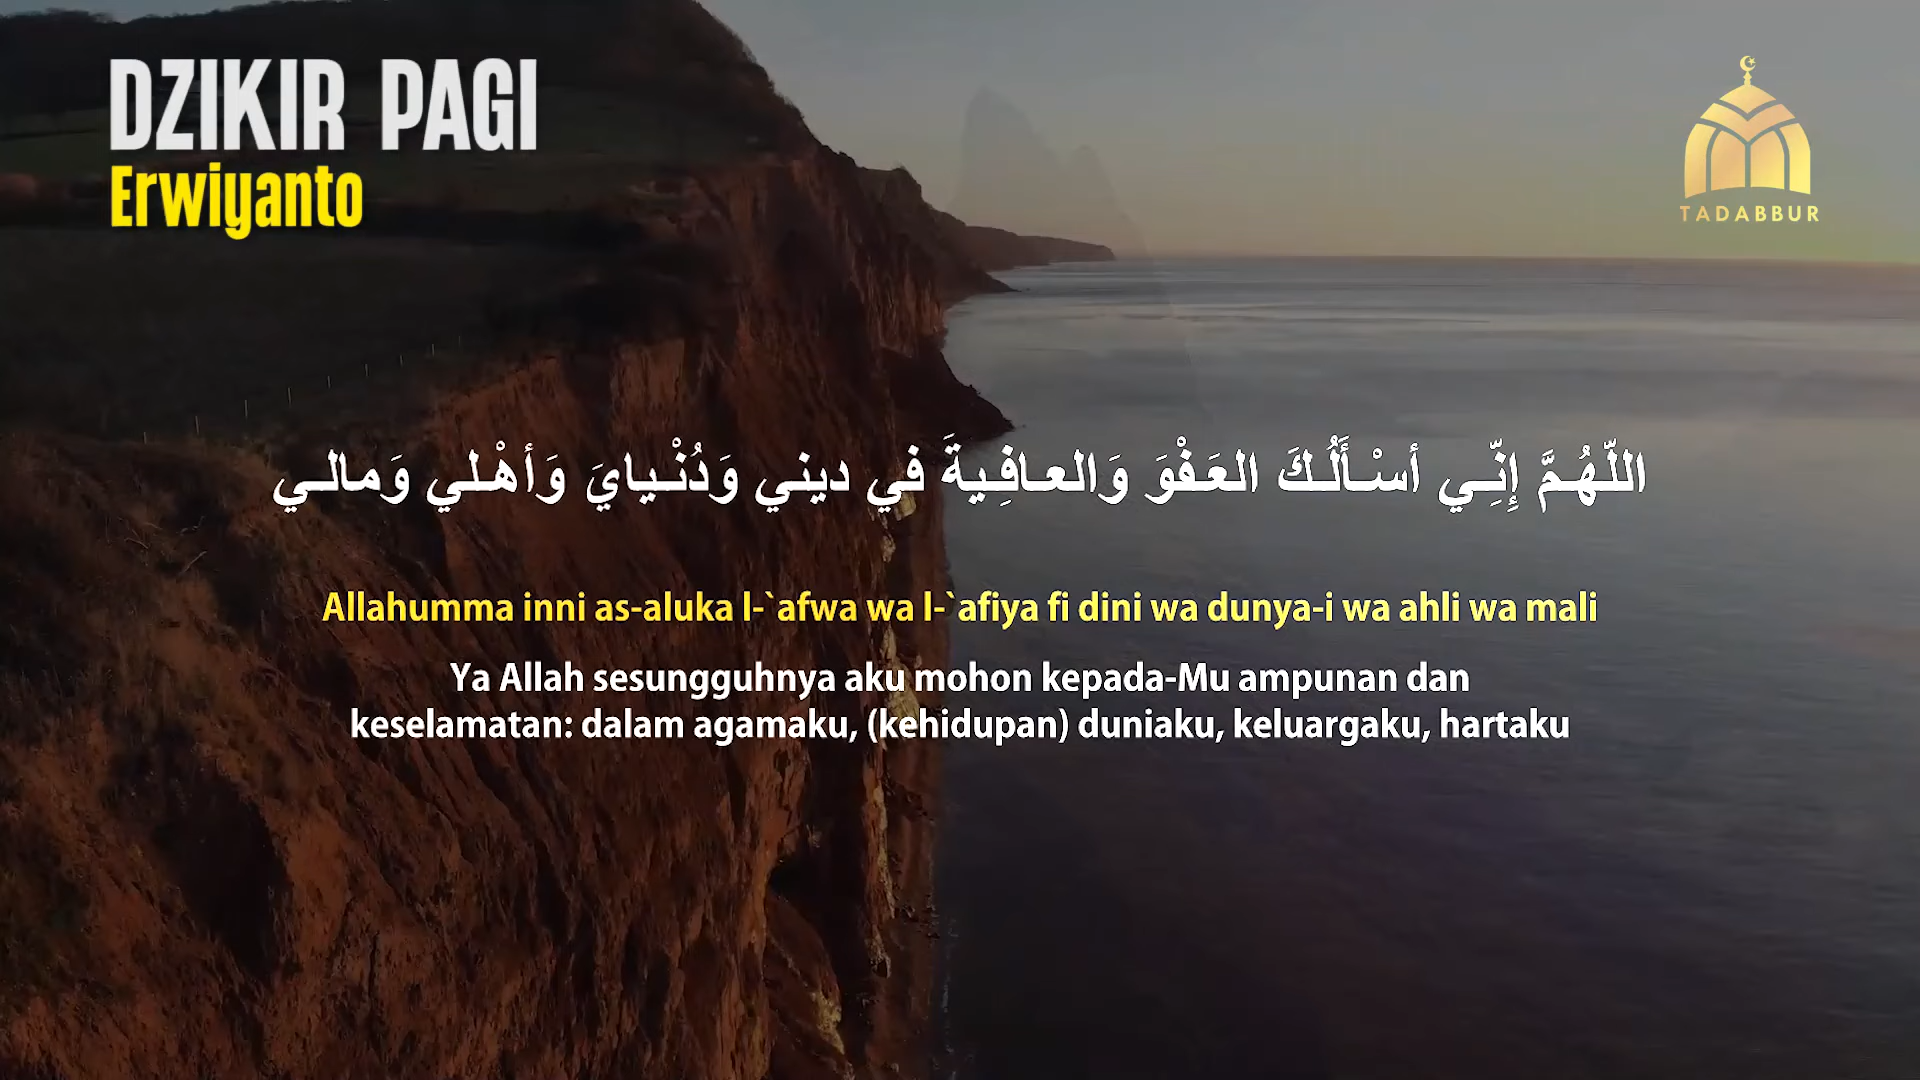 DZIKIR PAGI
Erwiyanto
TADABBUR
اللّهُمَّ إِنِّي أسْأَلُكَ العَفْوَ وَالعافِيةَ في ديني وَدُنْيايَ وَأهْلي وَمالي
Allahumma inni as-aluka l-`afwa wa l-`afiya fi dini wa dunya-i wa ahli wa mali
Ya Allah sesungguhnya aku mohon kepada-Mu ampunan dan
keselamatan: dalam agamaku, (kehidupan) duniaku, keluargaku, hartaku